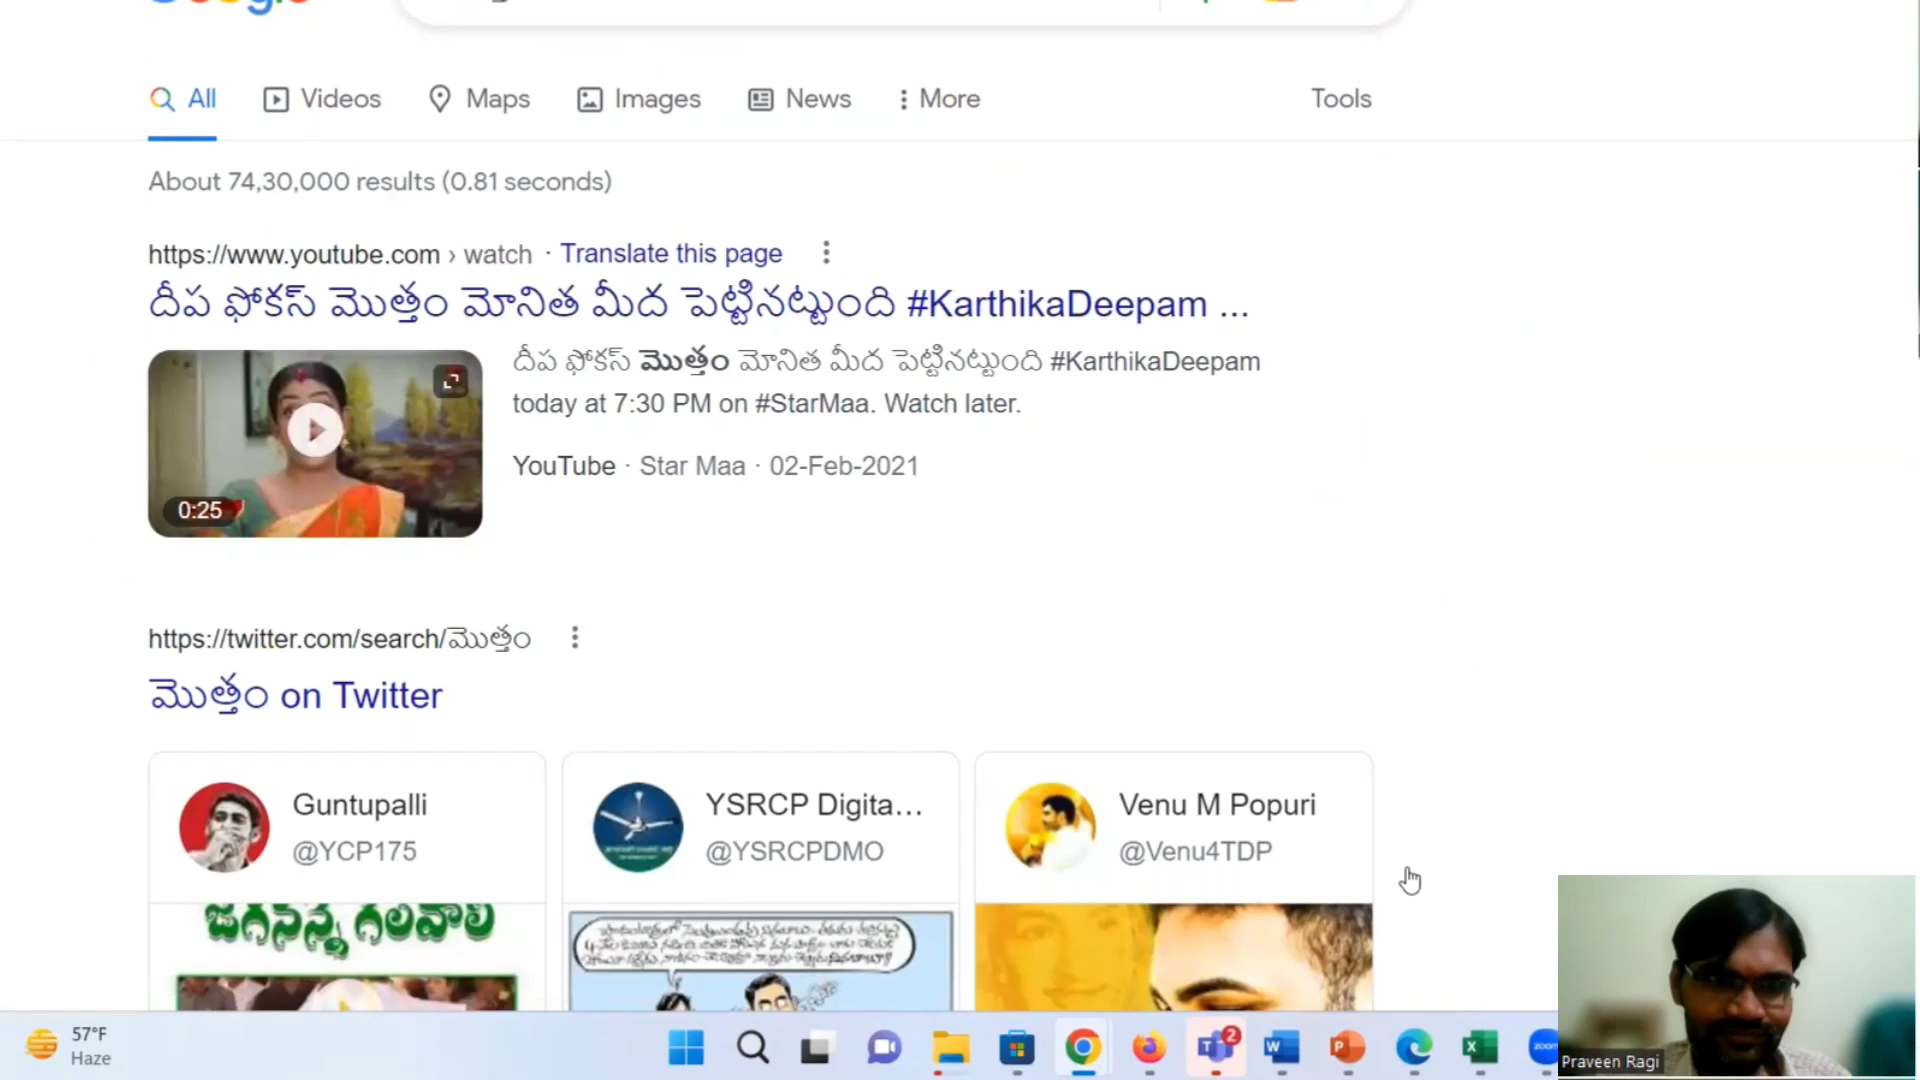 All
Videos
Maps
Images
News
More
Tools
About 74,30,000 results (0.81 seconds)
https://www.youtube.com › watch · Translate this page
దీప ఫోకస్ మొత్తం మోనిత మీద పెట్టినట్టుంది #KarthikaDeepam ...
దీప ఫోకస్ మొత్తం మోనిత మీద పెట్టినట్టుంది #KarthikaDeepam
today at 7:30 PM on #StarMaa. Watch later.
YouTube · Star Maa · 02-Feb-2021
0:25
https://twitter.com/search/మొత్తం
మొత్తం on Twitter
Guntupalli
@YCP175
YSRCP Digita...
@YSRCPDMO
Venu M Popuri
@Venu4TDP
జగనన్న గెలవాలి
57°F
Haze
2
zoom
Praveen Ragi